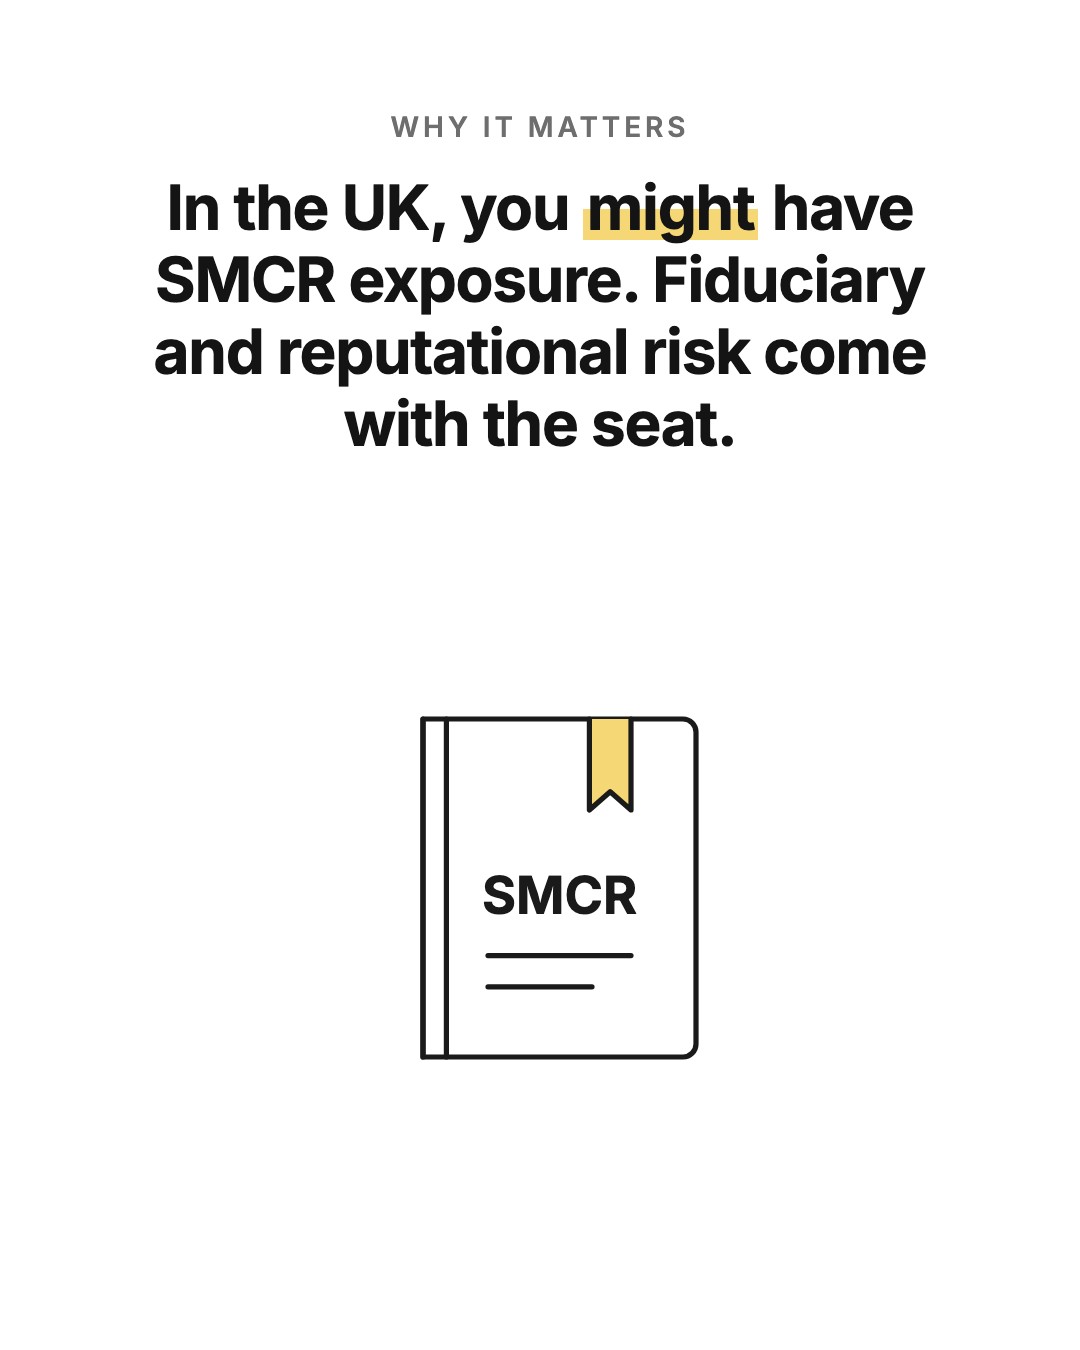 WHY IT MATTERS
In the UK, you might have
SMCR exposure. Fiduciary
and reputational risk come
with the seat.
SMCR